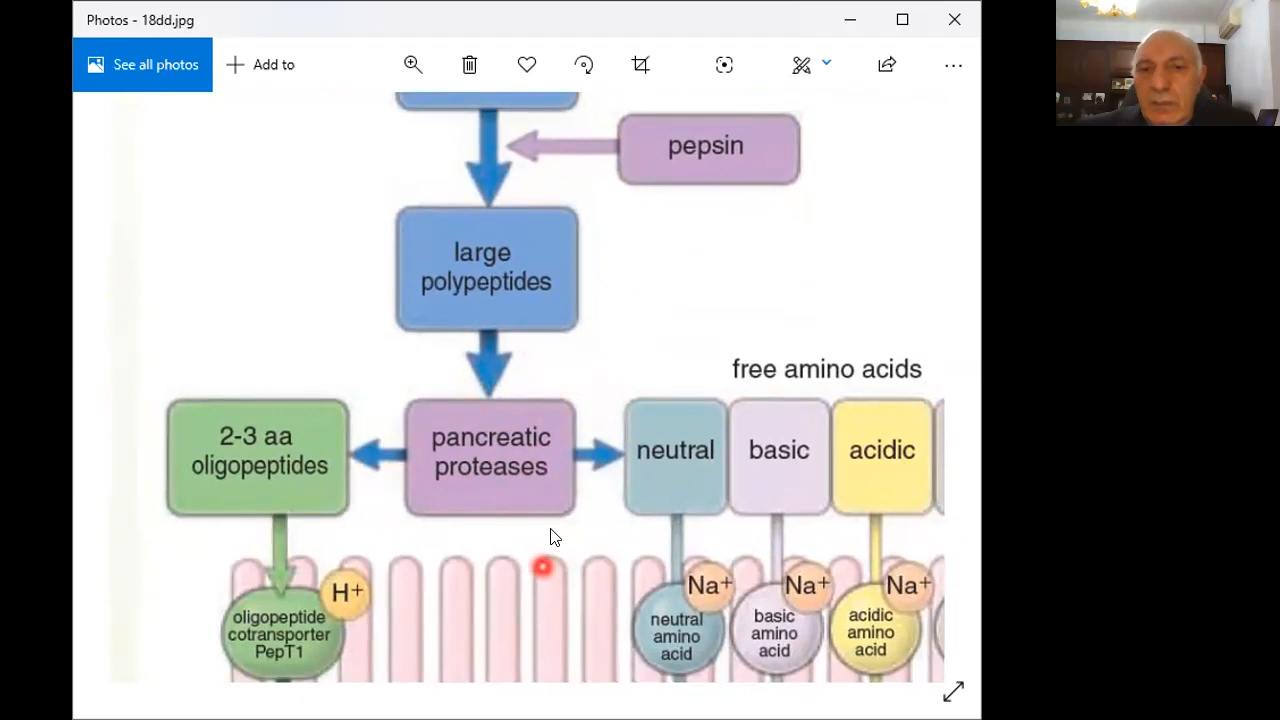 Photos - 18dd.jpg
See all photos
Add to
pepsin
large
polypeptides
free amino acids
2-3 aa
oligopeptides
pancreatic
proteases
neutral
basic
acidic
H+
Na+
Na+
Na+
oligopeptide
cotransporter
PepT1
neutral
amino
acid
basic
amino
acid
acidic
amino
acid